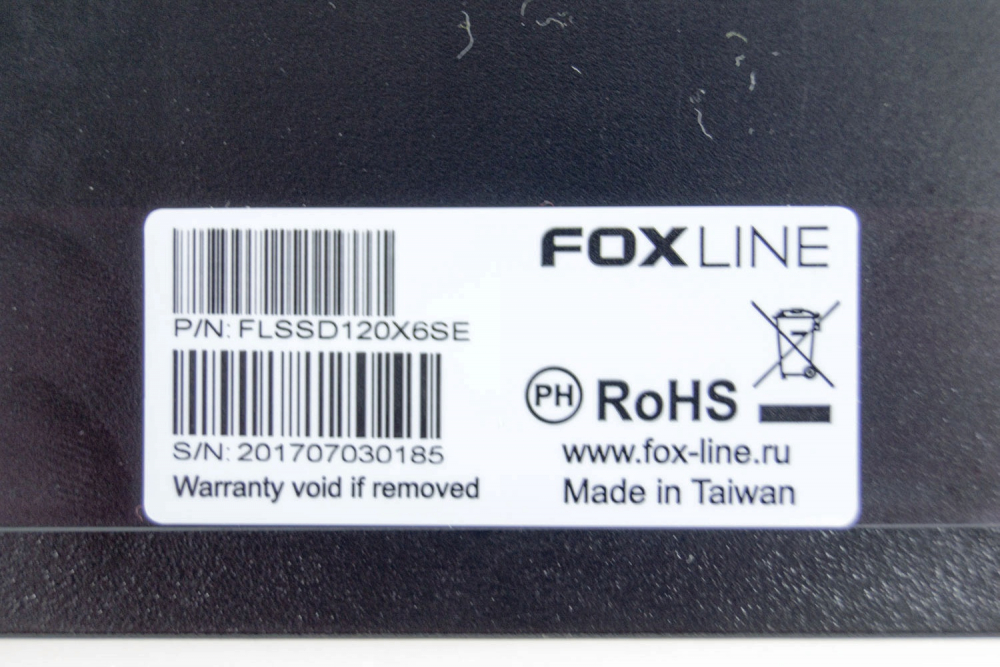 FOXLINE
P/N: FLSSD120X6SE
S/N: 201707030185
Warranty void if removed
PH RoHS
www.fox-line.ru
Made in Taiwan